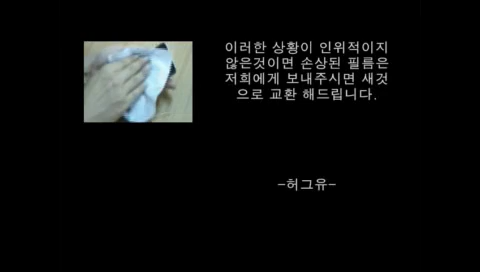 이러한 상황이 인위적이지
않은것이면 손상된 필름은
저희에게 보내주시면 새것
으로 교환 해드립니다.
-허그유-